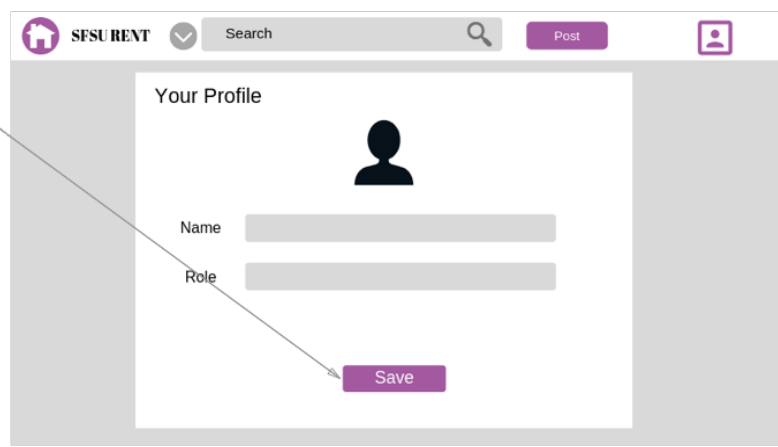 SFSU RENT
Search
Post
Your Profile
Name
Role
Save